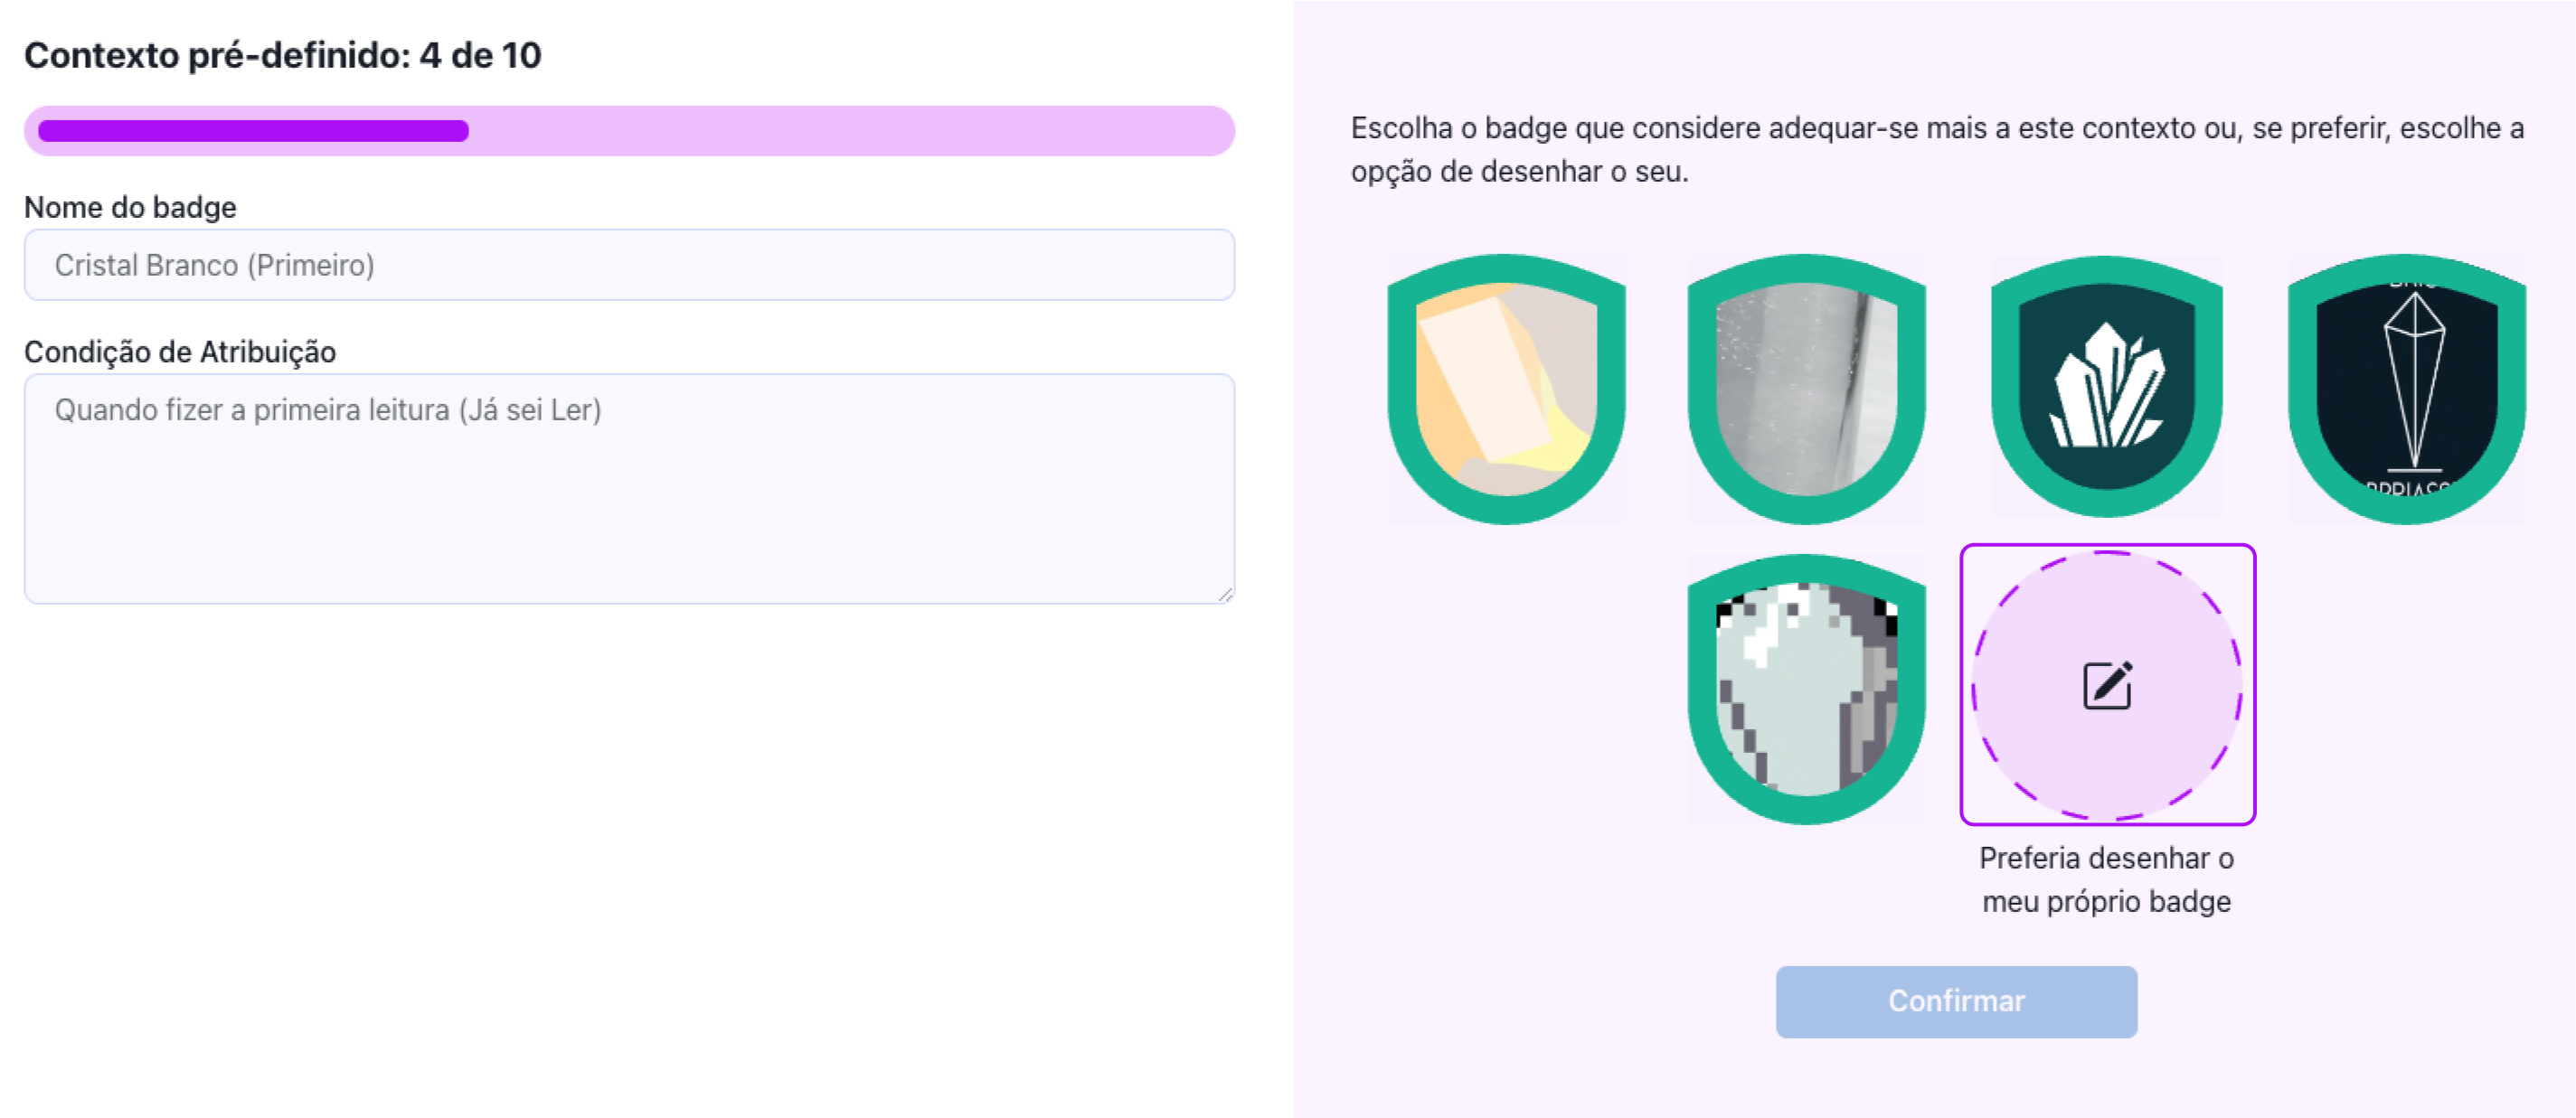 Contexto pré-definido: 4 de 10
Nome do badge
Cristal Branco (Primeiro)
Condição de Atribuição
Quando fizer a primeira leitura (Já sei Ler)
Escolha o badge que considere adequar-se mais a este contexto ou, se preferir, escolhe a
opção de desenhar o seu.
Preferia desenhar o
meu próprio badge
Confirmar